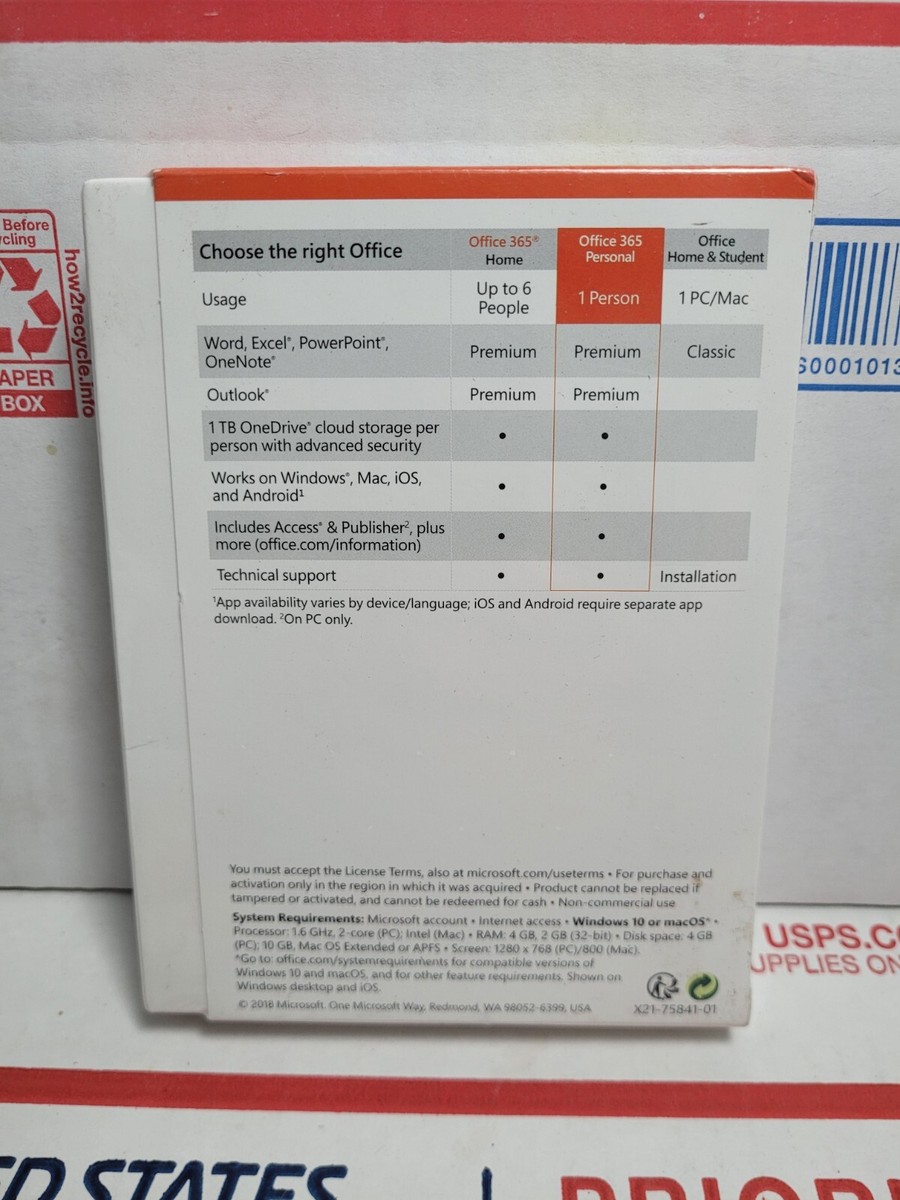 Before
cling
how2recycle.info
APER
BOX
Choose the right Office
Office 365®
Home
Office 365
Personal
Office
Home & Student
Usage
Up to 6
People
1 Person
1 PC/Mac
Word, Excel®, PowerPoint®,
OneNote®
Premium
Premium
Classic
Outlook®
Premium
Premium
1 TB OneDrive® cloud storage per
person with advanced security
• •
Works on Windows®, Mac, iOS,
and Android¹
• •
Includes Access® & Publisher², plus
more (office.com/information)
• •
Technical support
• •
Installation
¹App availability varies by device/language; iOS and Android require separate app
download. ²On PC only.
You must accept the License Terms, also at microsoft.com/useterms • For purchase and
activation only in the region in which it was acquired • Product cannot be replaced if
tampered or activated, and cannot be redeemed for cash • Non-commercial use
System Requirements: Microsoft account • Internet access • Windows 10 or macOS* •
Processor: 1.6 GHz, 2-core (PC); Intel (Mac) • RAM: 4 GB, 2 GB (32-bit) • Disk space: 4 GB
(PC); 10 GB, Mac OS Extended or APFS • Screen: 1280 x 768 (PC)/800 (Mac).
*Go to: office.com/systemrequirements for compatible versions of
Windows 10 and macOS, and for other feature requirements. Shown on
Windows desktop and iOS.
© 2018 Microsoft. One Microsoft Way, Redmond, WA 98052-6399, USA
X21-75841-01
S0001013
USPS.CO
UPPLIES ON
ED STATES
PRIOR